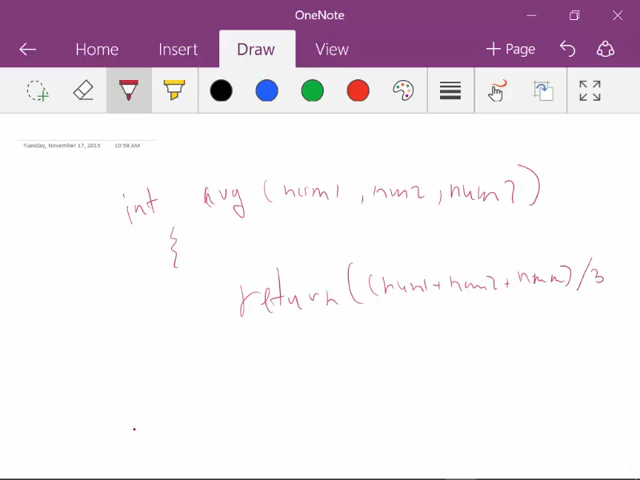 OneNote
Home Insert Draw View + Page
Tuesday, November 17, 2015 10:58 AM
int avg (num1 , num2 , num3)
{
return ((num1 + num2 + num
) / 3